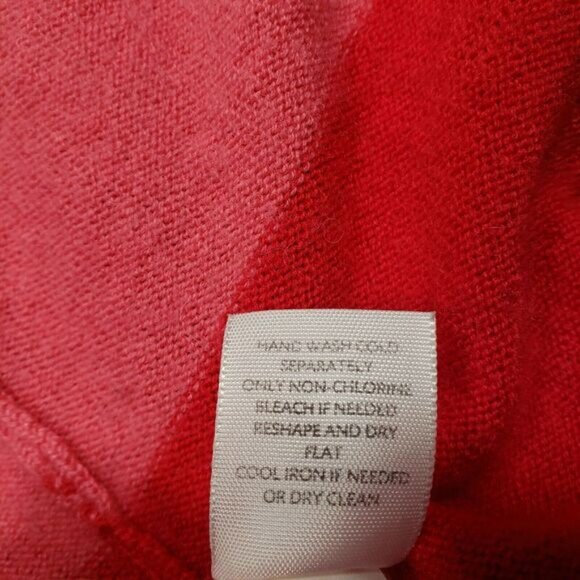 HAND WASH COLD
SEPARATELY
ONLY NON-CHLORINE
BLEACH IF NEEDED
RESHAPE AND DRY
FLAT
COOL IRON IF NEEDED
OR DRY CLEAN